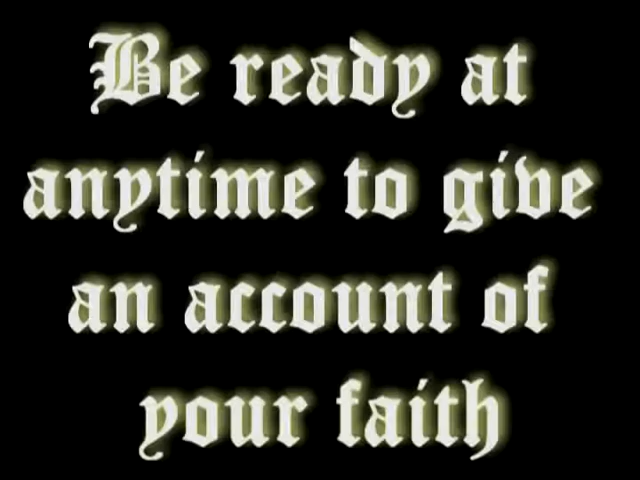 Be ready at
anytime to give
an account of
your faith